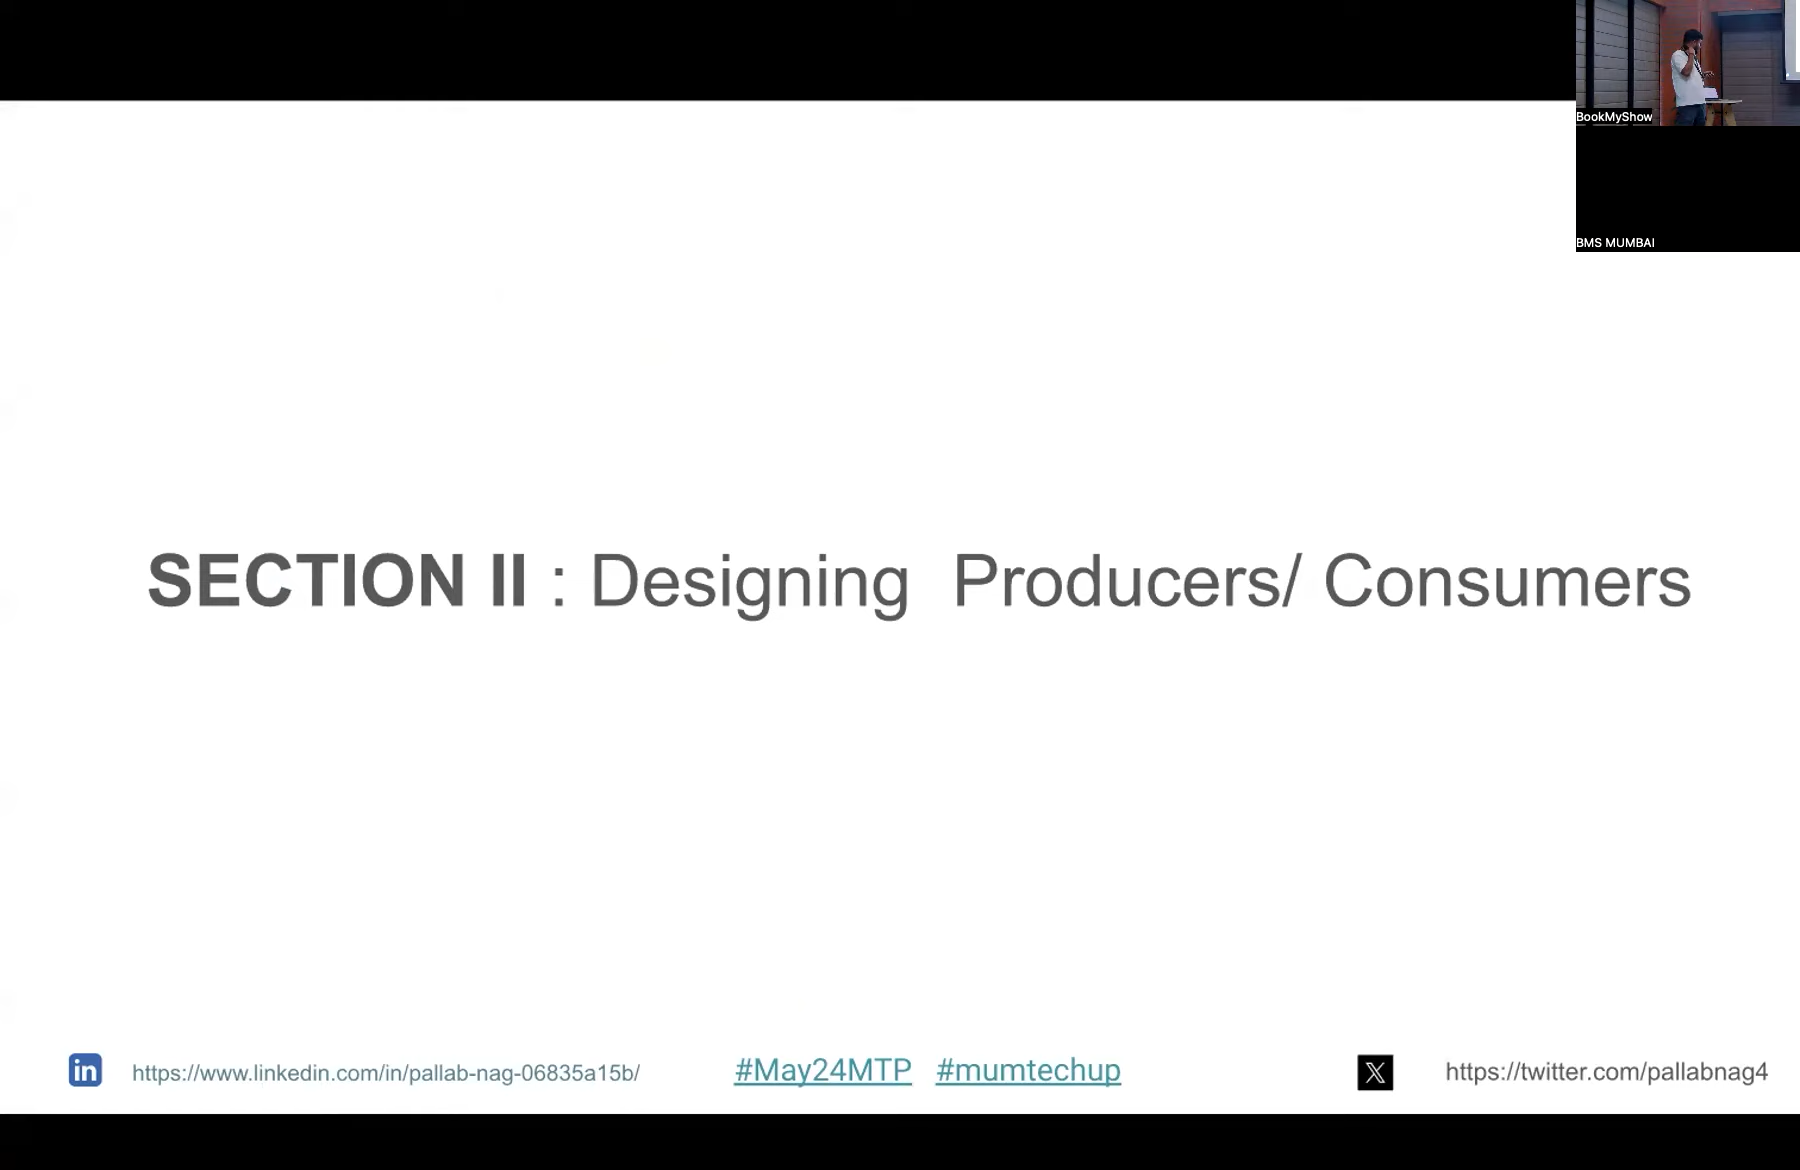 BookMyShow
BMS MUMBAI
SECTION II : Designing  Producers/ Consumers
in https://www.linkedin.com/in/pallab-nag-06835a15b/ #May24MTP #mumtechup X https://twitter.com/pallabnag4